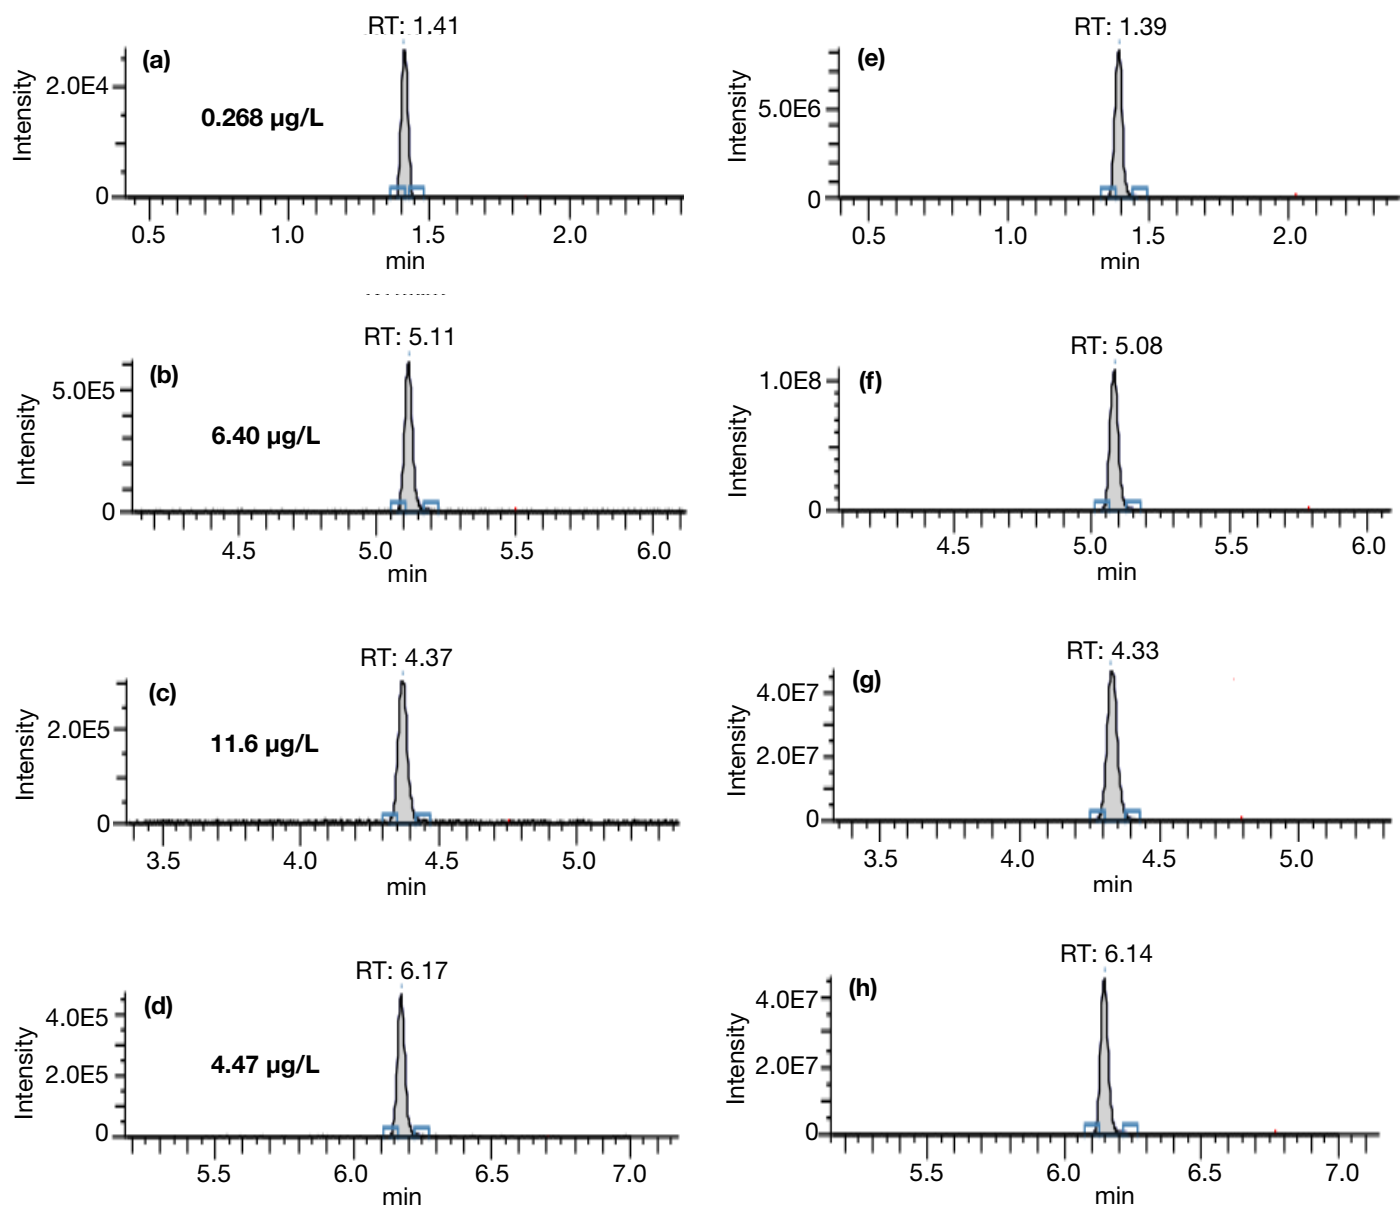 RT: 1.41
(a)
Intensity
2.0E4
0.268 µg/L
0
0.5 1.0 1.5 2.0
min
RT: 1.39
(e)
Intensity
5.0E6
0
0.5 1.0 1.5 2.0
min
RT: 5.11
(b)
Intensity
5.0E5
6.40 µg/L
0
4.5 5.0 5.5 6.0
min
RT: 5.08
(f)
Intensity
1.0E8
0
4.5 5.0 5.5 6.0
min
RT: 4.37
(c)
Intensity
2.0E5
11.6 µg/L
0
3.5 4.0 4.5 5.0
min
RT: 4.33
(g)
Intensity
4.0E7
2.0E7
0
3.5 4.0 4.5 5.0
min
RT: 6.17
(d)
Intensity
4.0E5
2.0E5
4.47 µg/L
0
5.5 6.0 6.5 7.0
min
RT: 6.14
(h)
Intensity
4.0E7
2.0E7
0
5.5 6.0 6.5 7.0
min